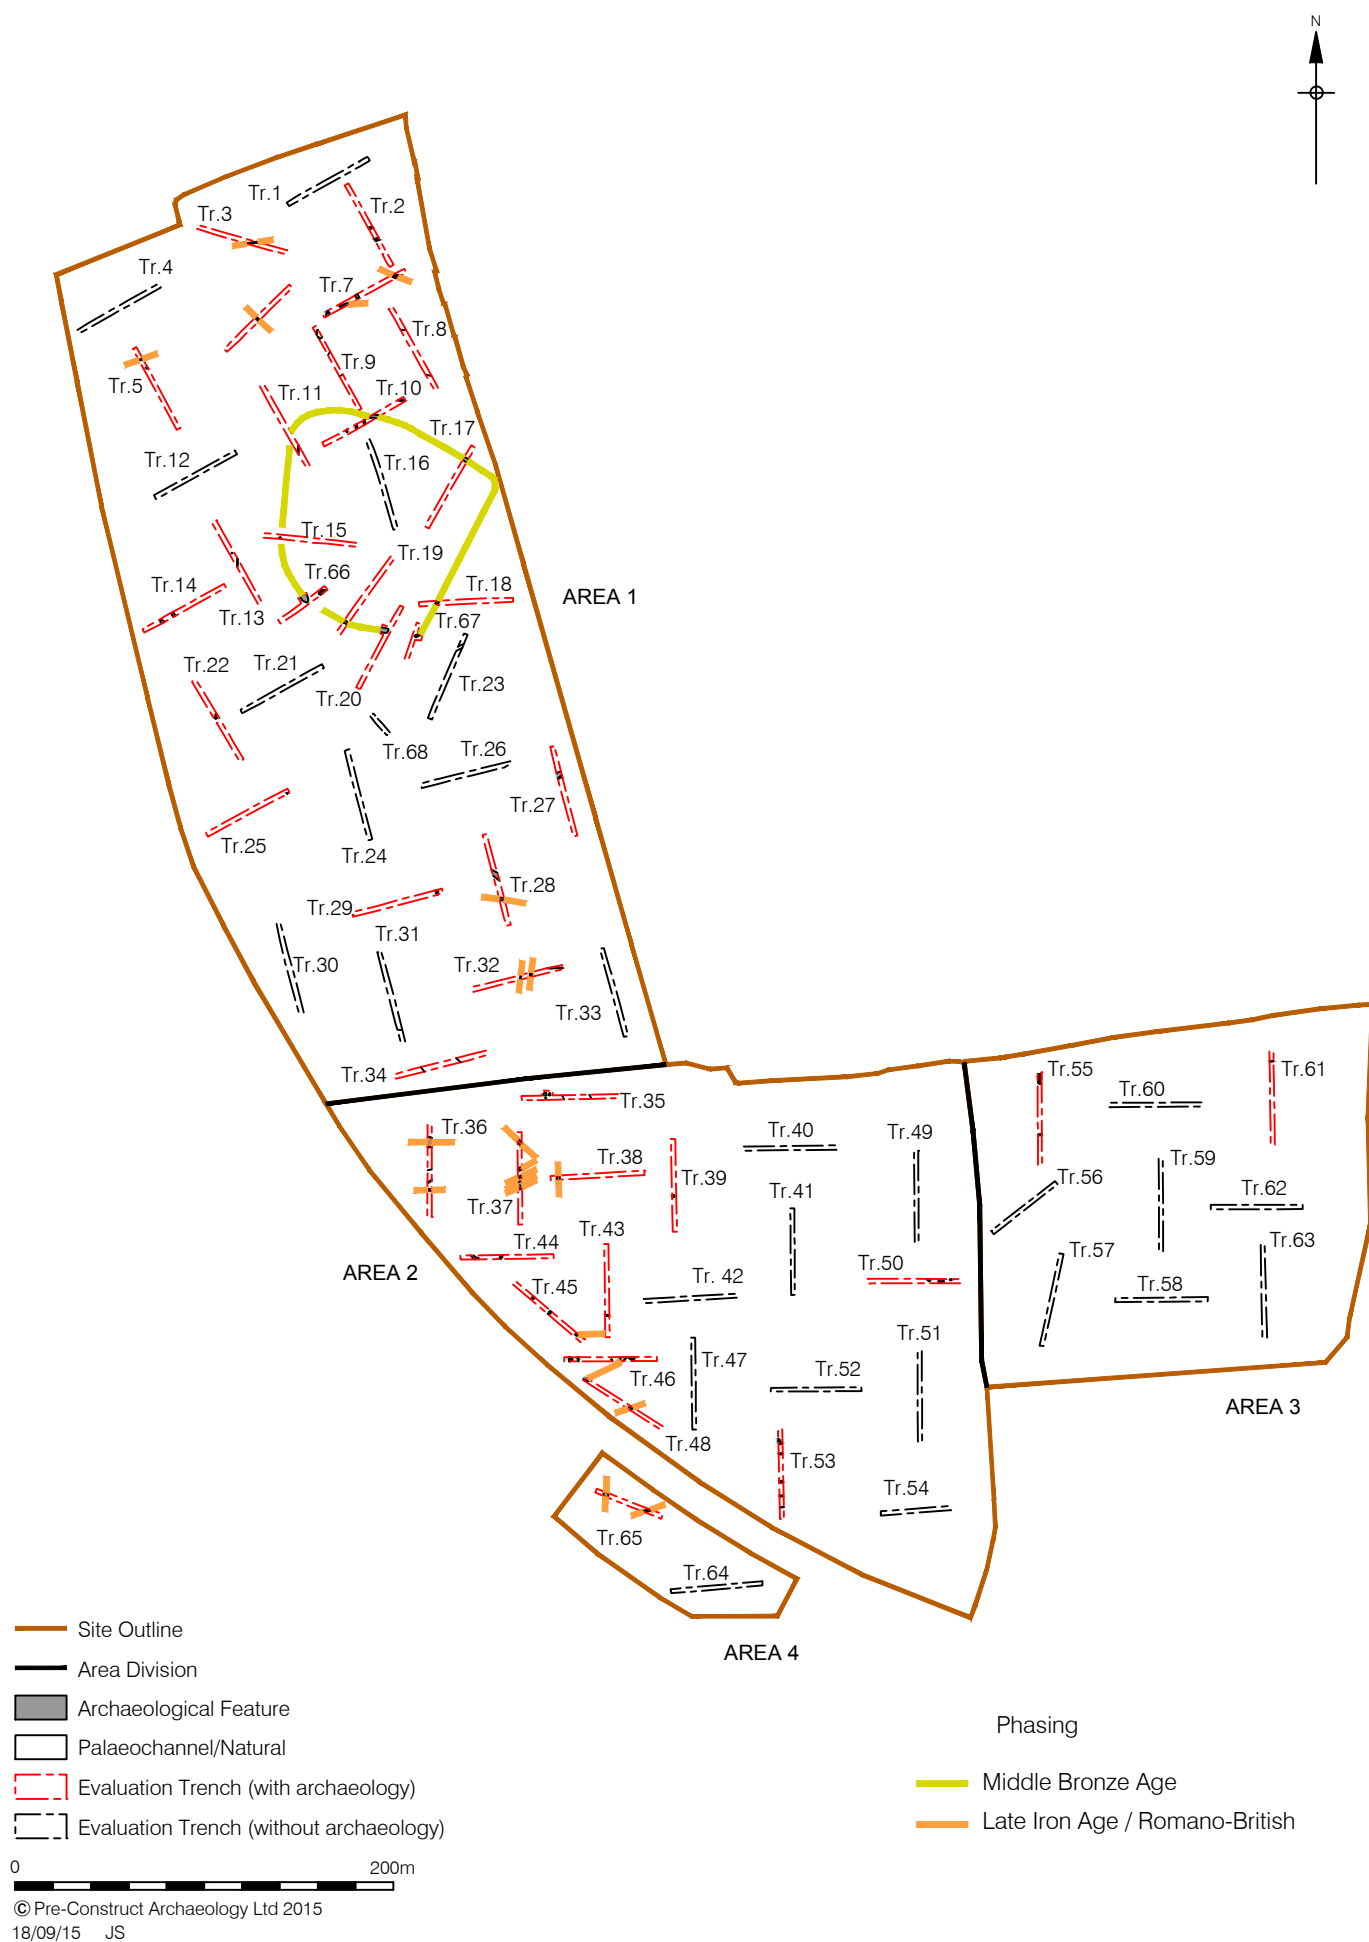 N
Tr.1
Tr.2
Tr.3
Tr.4
Tr.7
Tr.8
Tr.9
Tr.5
Tr.10
Tr.11
Tr.17
Tr.12
Tr.16
Tr.15
Tr.19
Tr.66
Tr.14
Tr.18
AREA 1
Tr.13
Tr.67
Tr.22
Tr.21
Tr.20
Tr.23
Tr.68
Tr.26
Tr.27
Tr.25
Tr.24
Tr.28
Tr.29
Tr.31
Tr.30
Tr.32
Tr.33
Tr.34
Tr.35
Tr.55
Tr.61
Tr.60
Tr.36
Tr.40
Tr.49
Tr.38
Tr.39
Tr.59
Tr.56
Tr.41
Tr.62
Tr.37
Tr.43
Tr.44
Tr.57
Tr.63
AREA 2
Tr.50
Tr.45
Tr. 42
Tr.58
Tr.51
Tr.47
Tr.52
Tr.46
AREA 3
Tr.48
Tr.53
Tr.54
Tr.65
Tr.64
AREA 4
Site Outline
Area Division
Archaeological Feature
Palaeochannel/Natural
Evaluation Trench (with archaeology)
Evaluation Trench (without archaeology)
Phasing
Middle Bronze Age
Late Iron Age / Romano-British
0 200m
© Pre-Construct Archaeology Ltd 2015
18/09/15 JS